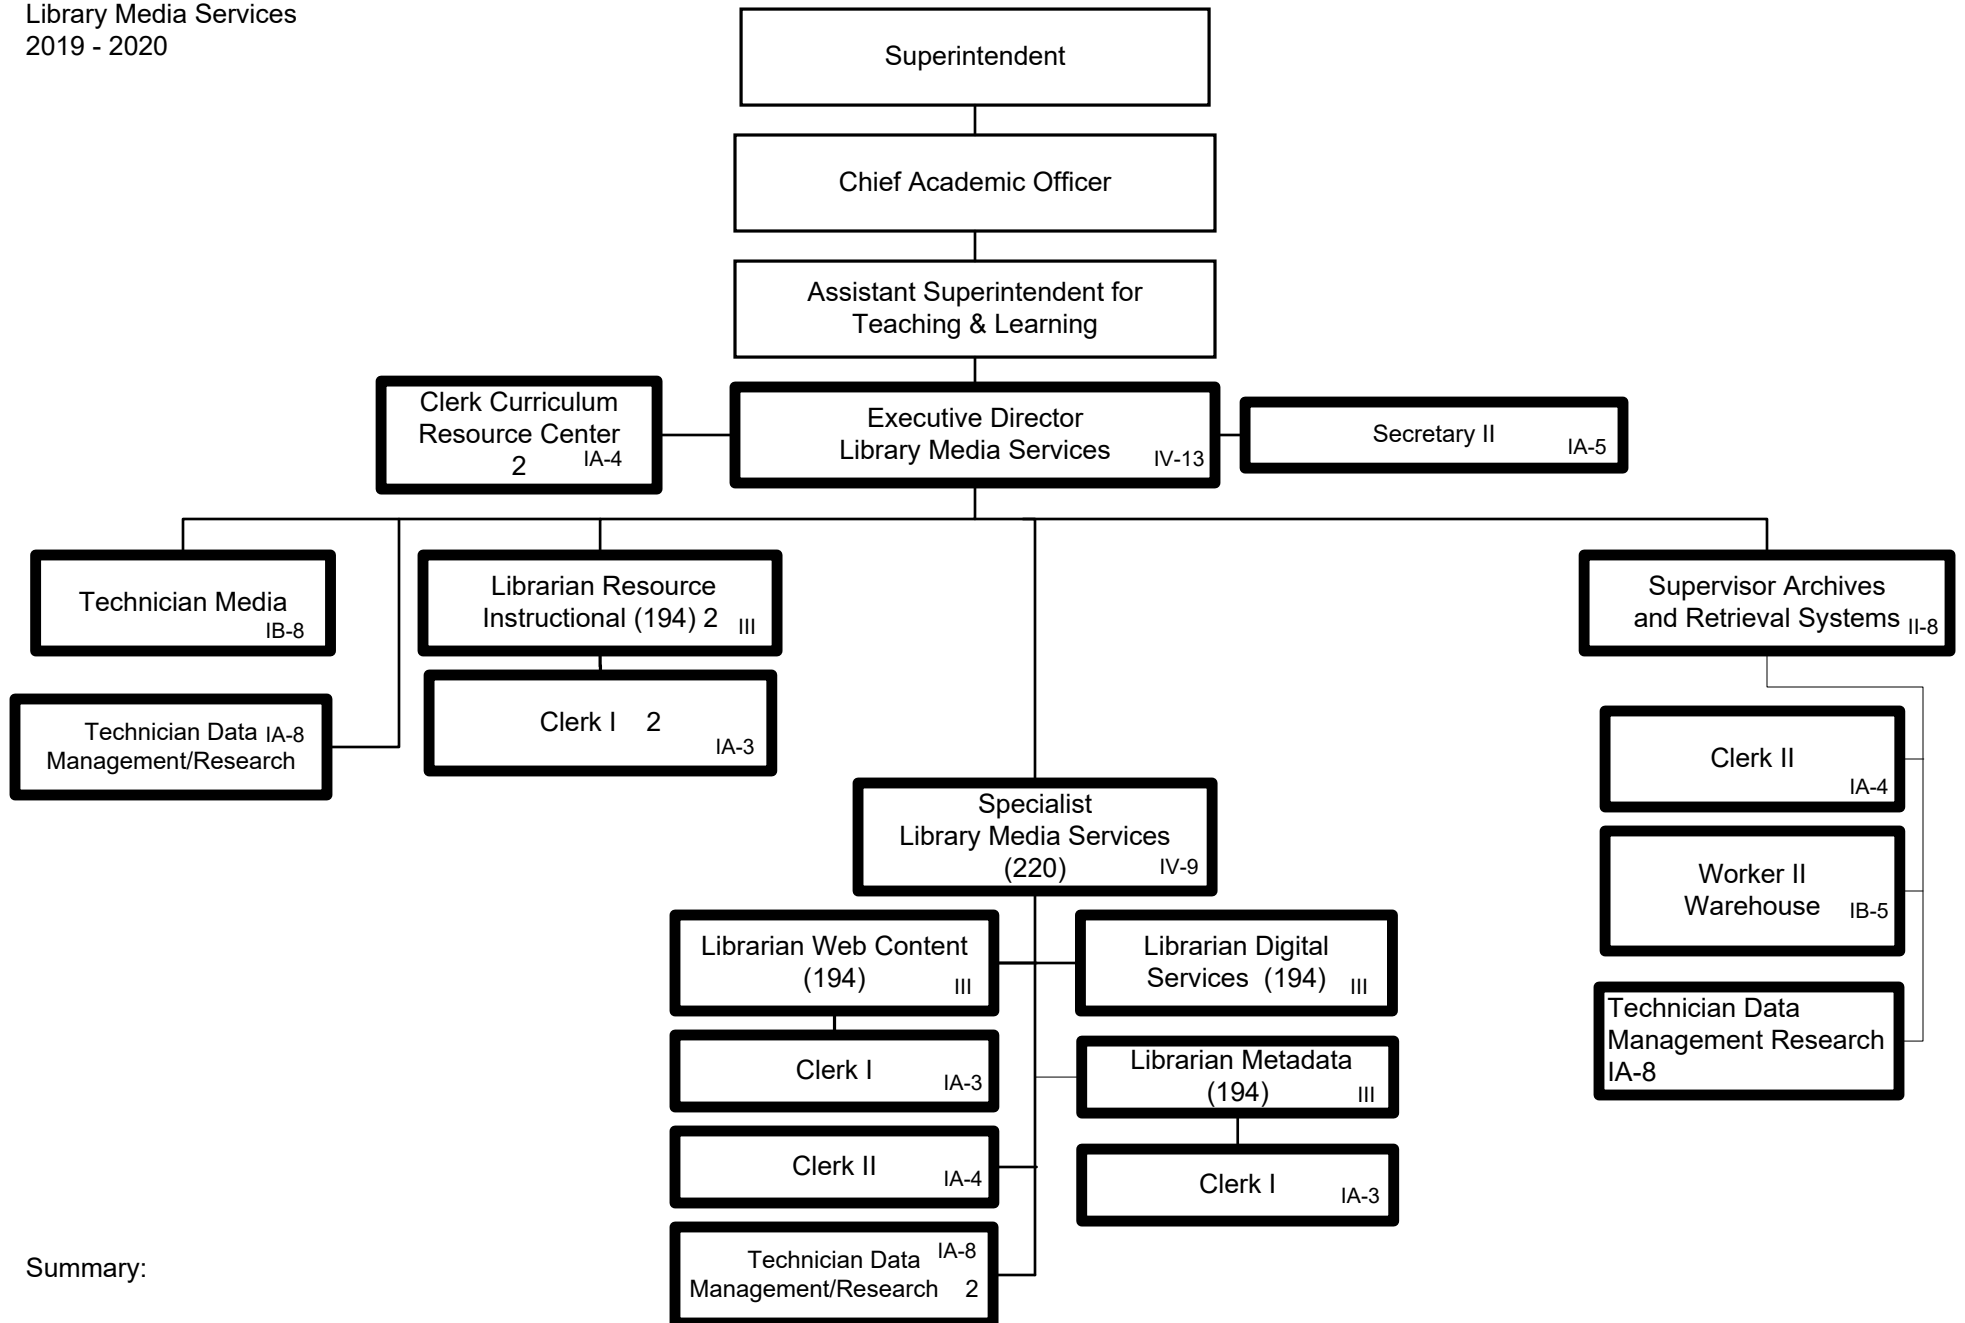 Library Media Services
2019 - 2020
Superintendent
Chief Academic Officer
Assistant Superintendent for
Teaching & Learning
Clerk Curriculum
Resource Center
2 IA-4
Executive Director
Library Media Services IV-13
Secretary II
IA-5
Technician Media
IB-8
Librarian Resource
Instructional (194) 2 III
Supervisor Archives
and Retrieval Systems II-8
Technician Data IA-8
Management/Research
Clerk I 2
IA-3
Clerk II
IA-4
Specialist
Library Media Services
(220) IV-9
Worker II
Warehouse IB-5
Librarian Web Content
(194) III
Librarian Digital
Services (194) III
Technician Data
Management Research
IA-8
Clerk I
IA-3
Librarian Metadata
(194) III
Clerk II
IA-4
Clerk I
IA-3
Technician Data IA-8
Management/Research 2
Summary: